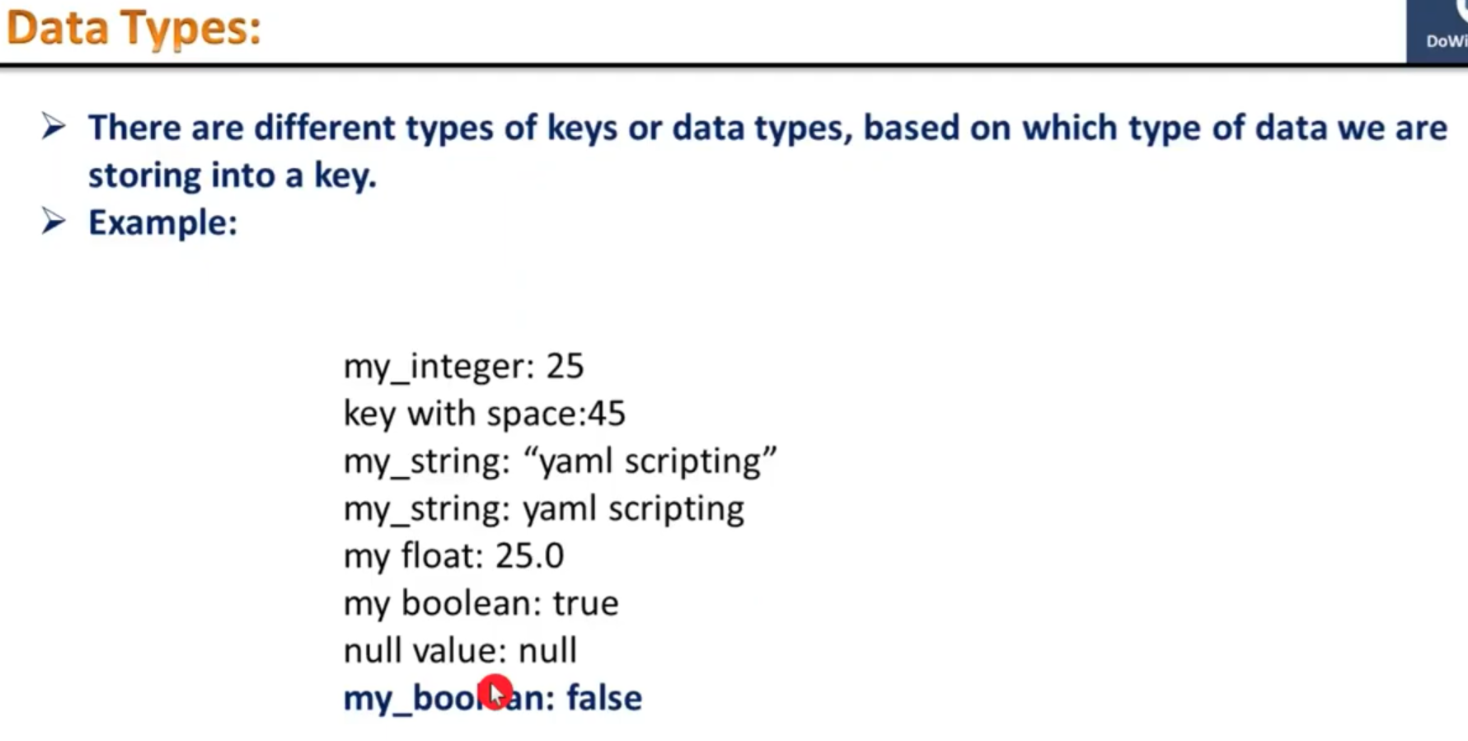 Data Types:
DoWi
There are different types of keys or data types, based on which type of data we are
storing into a key.
Example:
my_integer: 25
key with space:45
my_string: “yaml scripting”
my_string: yaml scripting
my float: 25.0
my boolean: true
null value: null
my_boolean: false